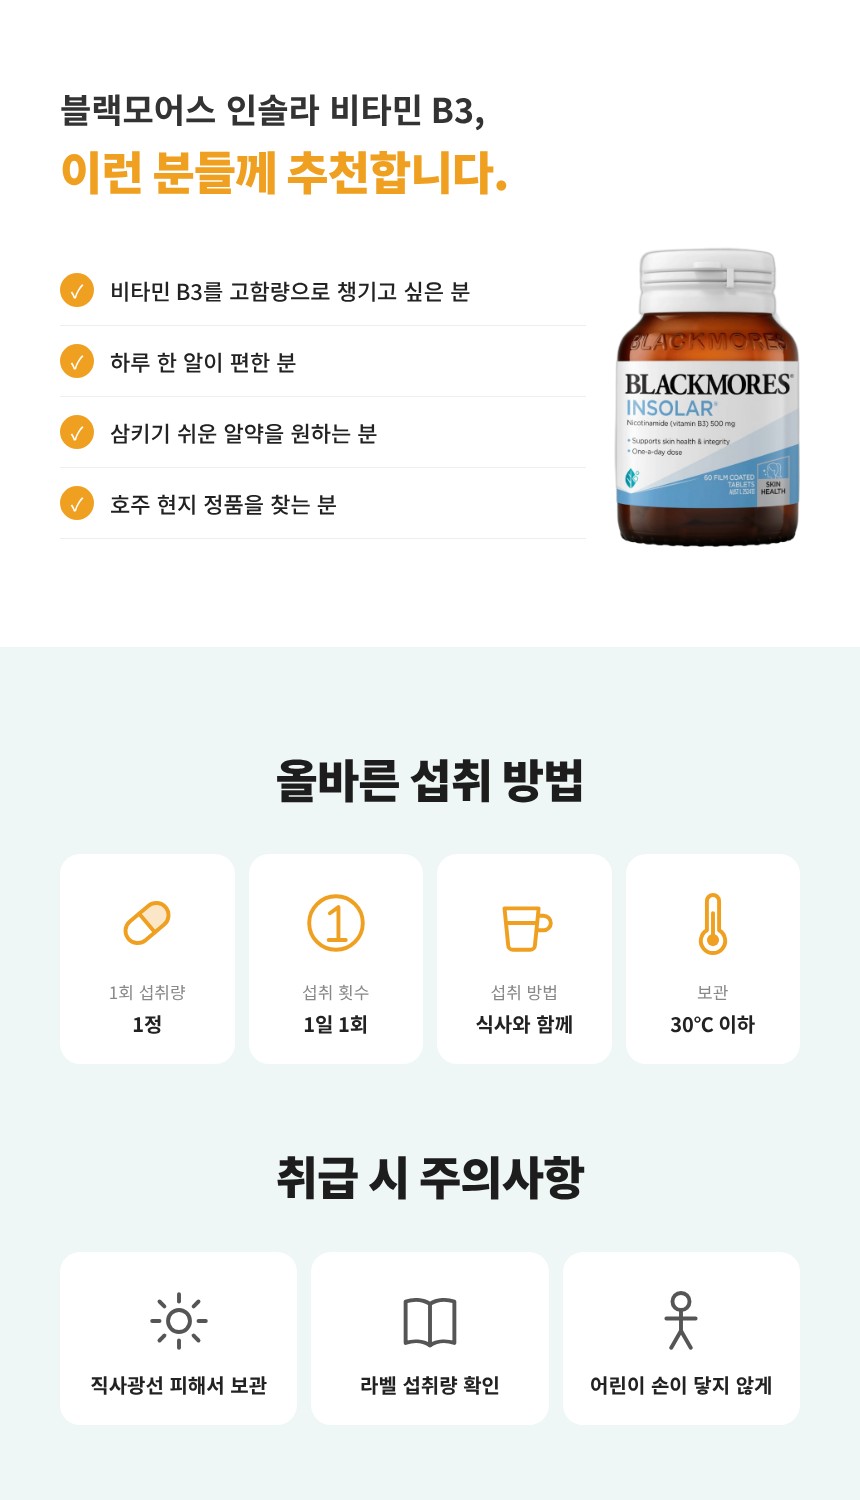 블랙모어스 인솔라 비타민 B3,
이런 분들께 추천합니다.
비타민 B3를 고함량으로 챙기고 싶은 분
하루 한 알이 편한 분
삼키기 쉬운 알약을 원하는 분
호주 현지 정품을 찾는 분
BLACKMORES
BLACKMORES®
INSOLAR®
Nicotinamide (vitamin B3) 500 mg
• Supports skin health & integrity
• One-a-day dose
60 FILM COATED
TABLETS
SKIN
HEALTH
올바른 섭취 방법
1
1회 섭취량
1정
섭취 횟수
1일 1회
섭취 방법
식사와 함께
보관
30°C 이하
취급 시 주의사항
직사광선 피해서 보관
라벨 섭취량 확인
어린이 손이 닿지 않게